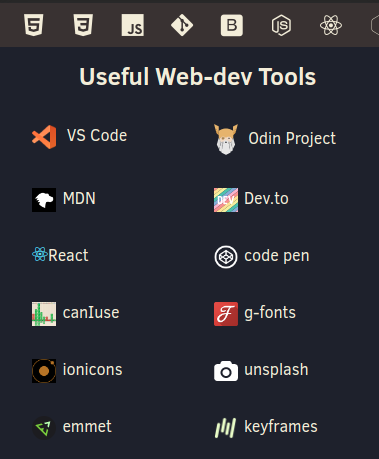 5 3 JS B JS
Useful Web-dev Tools
VS Code Odin Project
MDN DEV Dev.to
React code pen
canIuse F g-fonts
ionicons unsplash
emmet keyframes